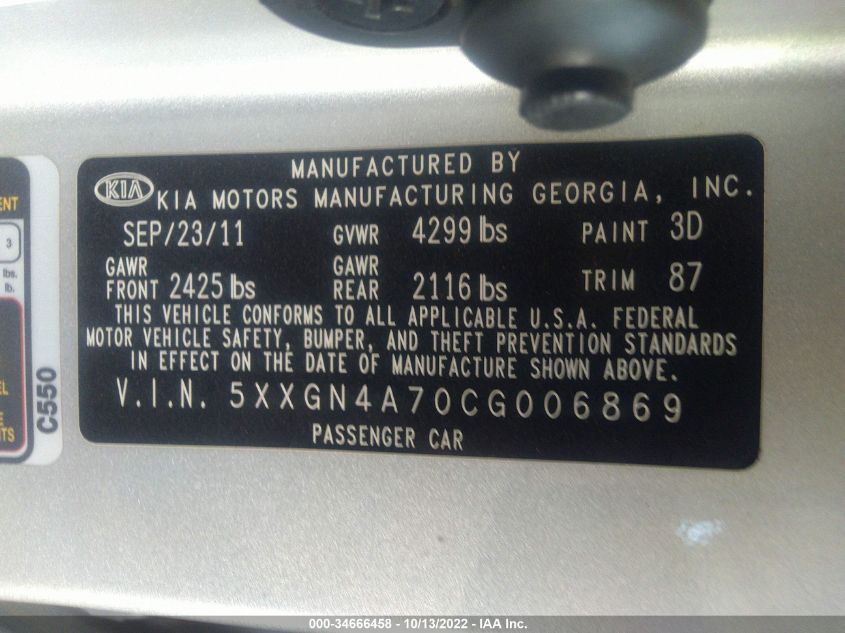 MANUFACTURED BY
KIA
KIA MOTORS MANUFACTURING GEORGIA, INC.
SEP/23/11 GVWR 4299 lbs PAINT 3D
GAWR FRONT 2425 lbs GAWR REAR 2116 lbs TRIM 87
THIS VEHICLE CONFORMS TO ALL APPLICABLE U.S.A. FEDERAL
MOTOR VEHICLE SAFETY, BUMPER, AND THEFT PREVENTION STANDARDS
IN EFFECT ON THE DATE OF MANUFACTURE SHOWN ABOVE.
V.I.N. 5XXGN4A70CG006869
PASSENGER CAR
3
lbs.
lb.
C550
000-34666458 - 10/13/2022 - IAA Inc.